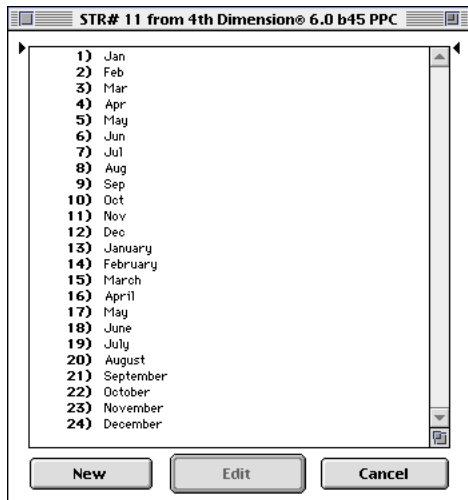 STR# 11 from 4th Dimension® 6.0 b45 PPC
1) Jan
2) Feb
3) Mar
4) Apr
5) May
6) Jun
7) Jul
8) Aug
9) Sep
10) Oct
11) Nov
12) Dec
13) January
14) February
15) March
16) April
17) May
18) June
19) July
20) August
21) September
22) October
23) November
24) December
New Edit Cancel